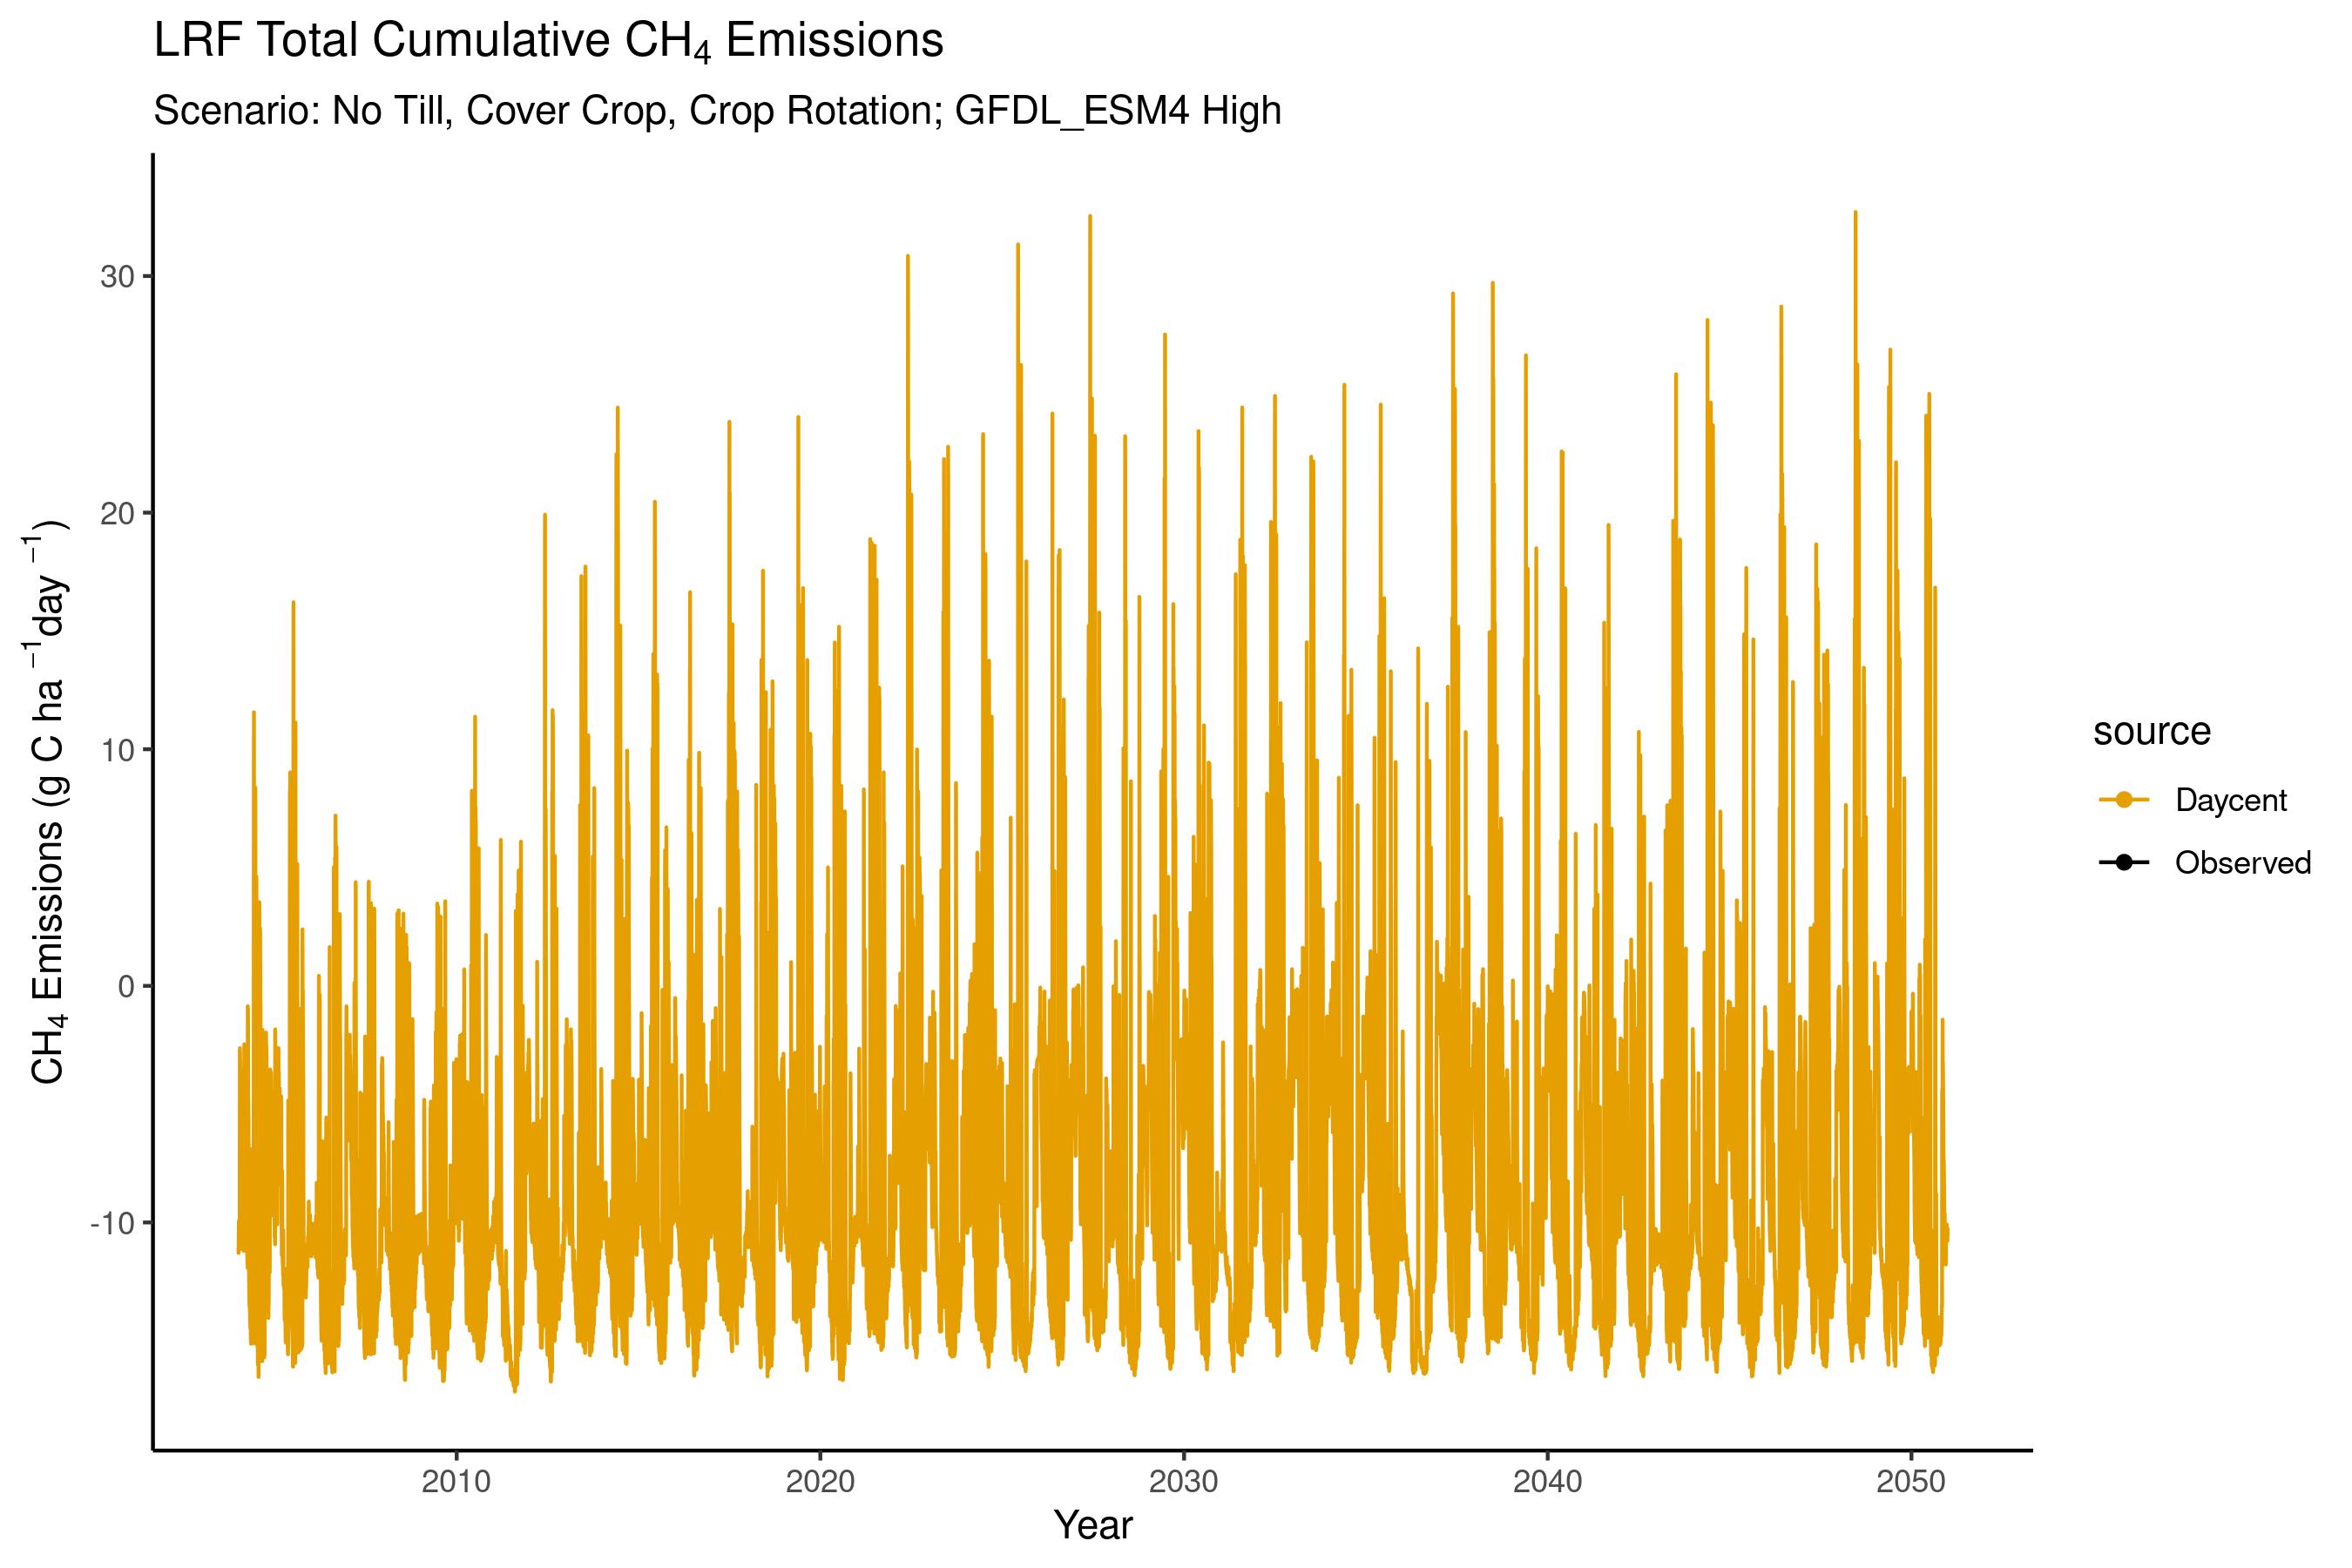 LRF Total Cumulative CH₄ Emissions
Scenario: No Till, Cover Crop, Crop Rotation; GFDL_ESM4 High
CH₄ Emissions (g C ha ⁻¹day ⁻¹)
30
20
10
0
-10
2010
2020
2030
2040
2050
Year
source
Daycent
Observed